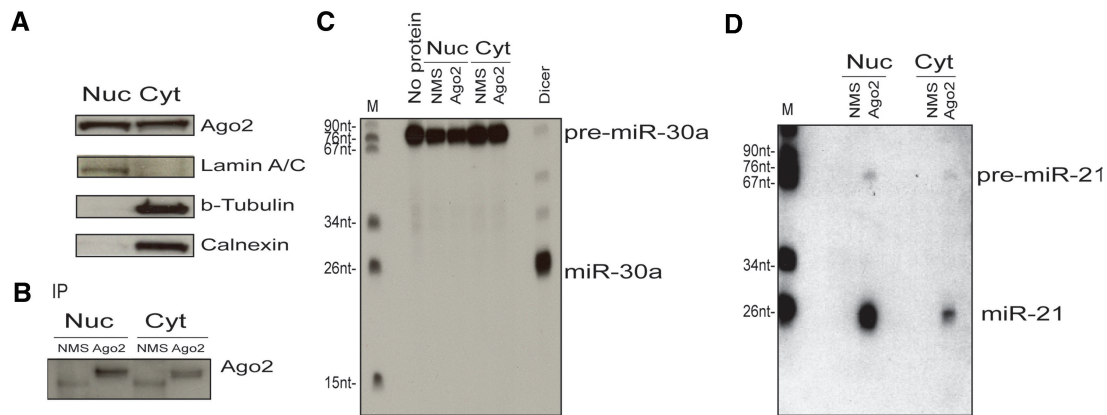 A
Nuc Cyt
Ago2
Lamin A/C
b-Tubulin
Calnexin
B
IP
Nuc Cyt
NMS Ago2 NMS Ago2
Ago2
C
Nuc Cyt
M No protein NMS Ago2 NMS Ago2 Dicer
90nt-
76nt-
67nt-
34nt-
26nt-
15nt-
pre-miR-30a
miR-30a
D
Nuc Cyt
M NMS Ago2 NMS Ago2
90nt-
76nt-
67nt-
34nt-
26nt-
pre-miR-21
miR-21